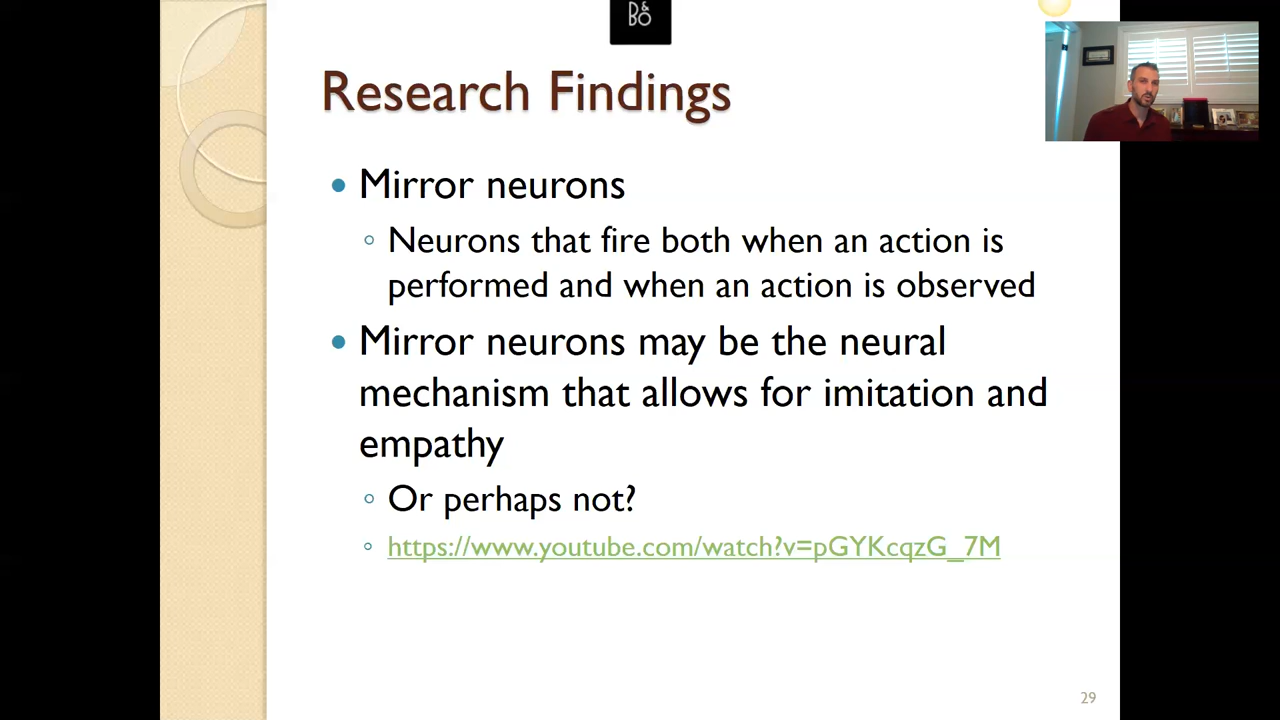 B&O
Research Findings
Mirror neurons
Neurons that fire both when an action is
performed and when an action is observed
Mirror neurons may be the neural
mechanism that allows for imitation and
empathy
Or perhaps not?
https://www.youtube.com/watch?v=pGYKcqzG_7M
29